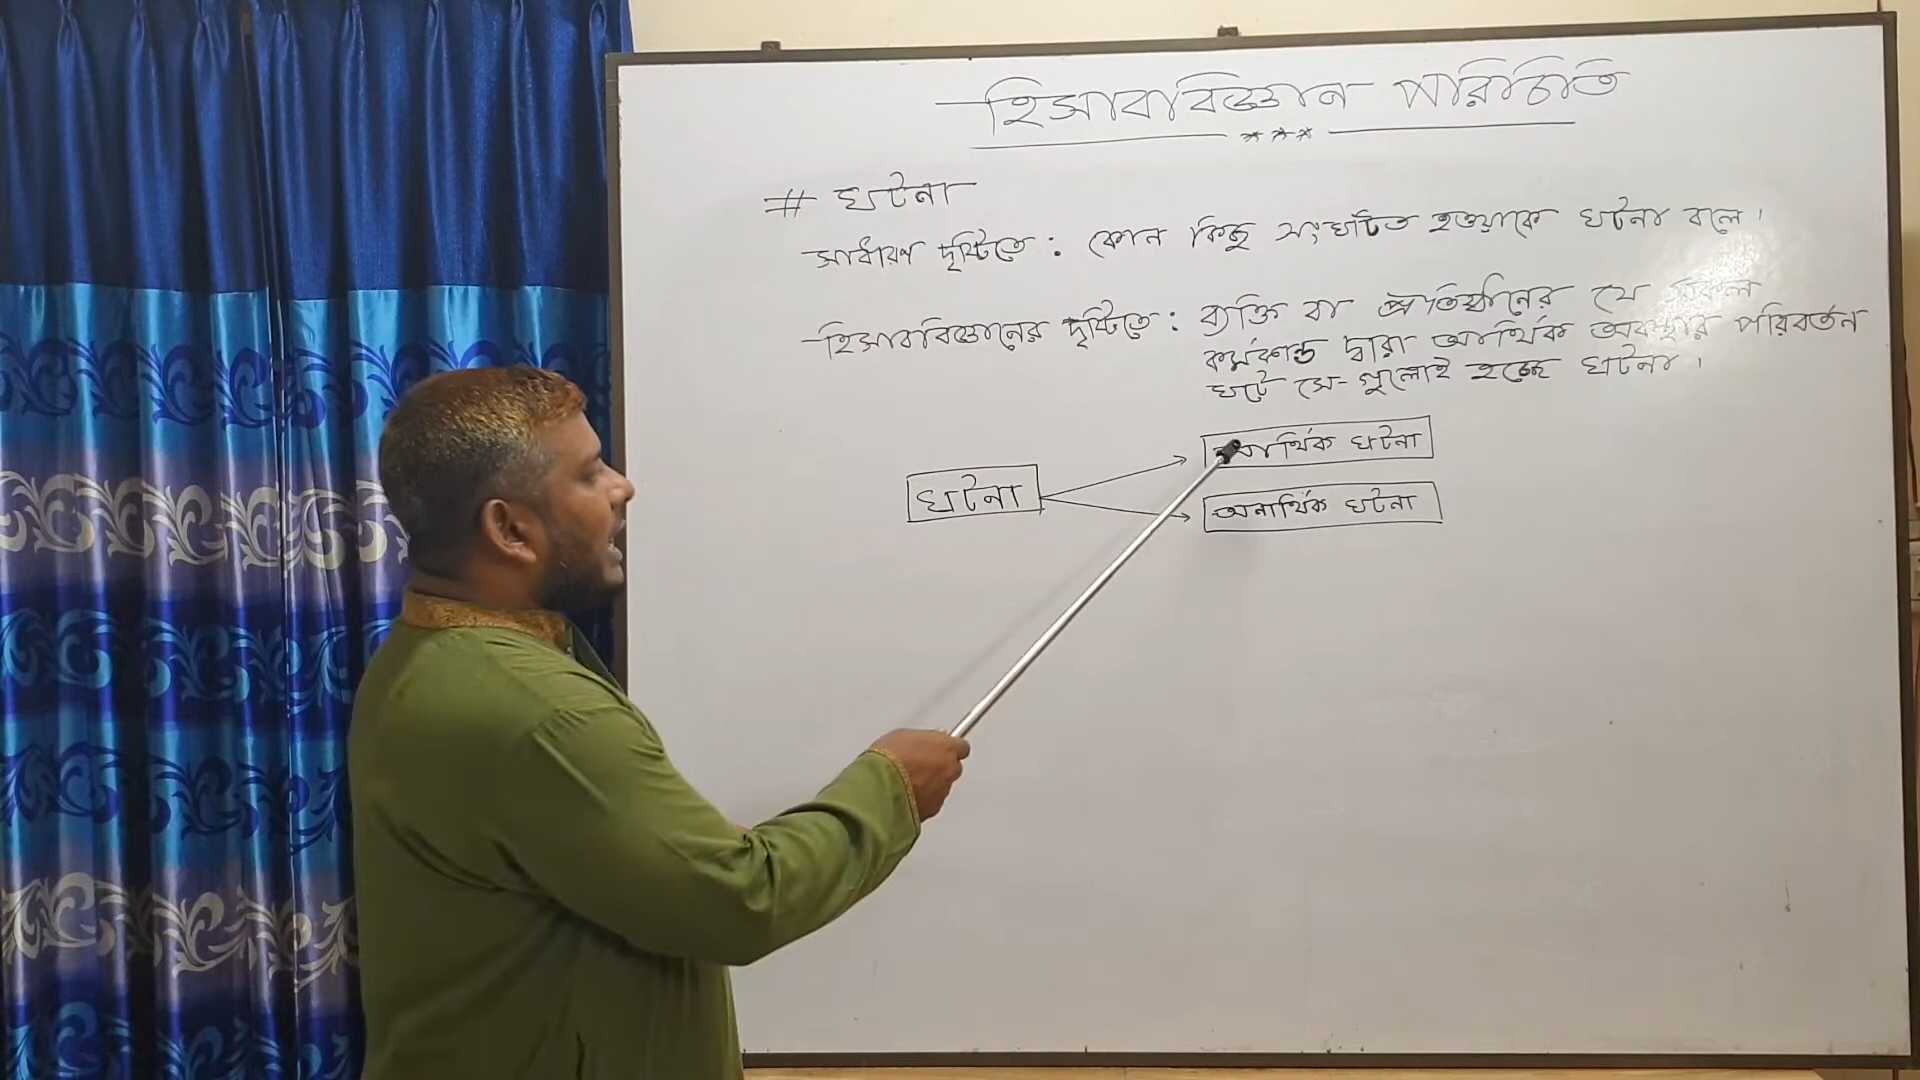 হিসাববিজ্ঞান পরিচিতি
***
# ঘটনা
সাধারণ দৃষ্টিতে : কোন কিছু সংঘটিত হওয়াকে ঘটনা বলে।
হিসাববিজ্ঞানের দৃষ্টিতে : ব্যক্তি বা প্রতিষ্ঠানের যে সকল
কর্মকান্ড দ্বারা আর্থিক অবস্থার পরিবর্তন
ঘটে সে-গুলোই হচ্ছে ঘটনা।
আর্থিক ঘটনা
ঘটনা
অনার্থিক ঘটনা